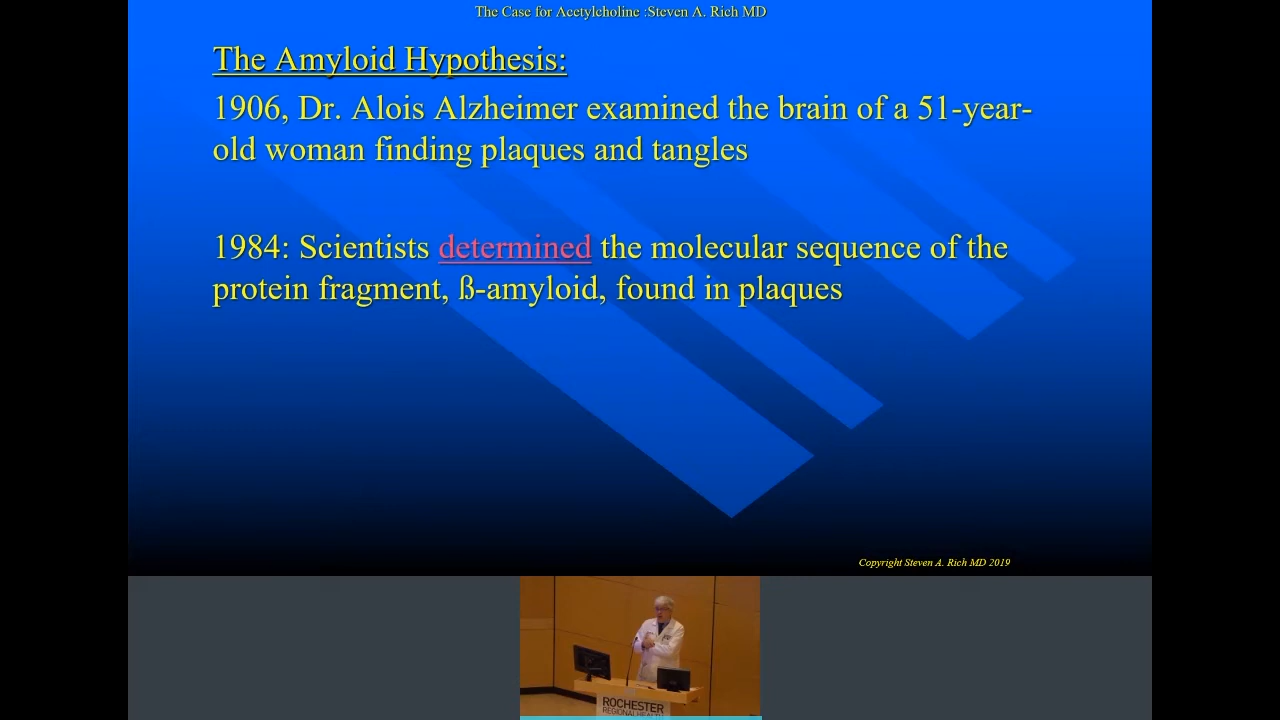 The Case for Acetylcholine :Steven A. Rich MD
The Amyloid Hypothesis:
1906, Dr. Alois Alzheimer examined the brain of a 51-year-
old woman finding plaques and tangles
1984: Scientists determined the molecular sequence of the
protein fragment, ß-amyloid, found in plaques
Copyright Steven A. Rich MD 2019
ROCHESTER
REGIONAL HEALTH